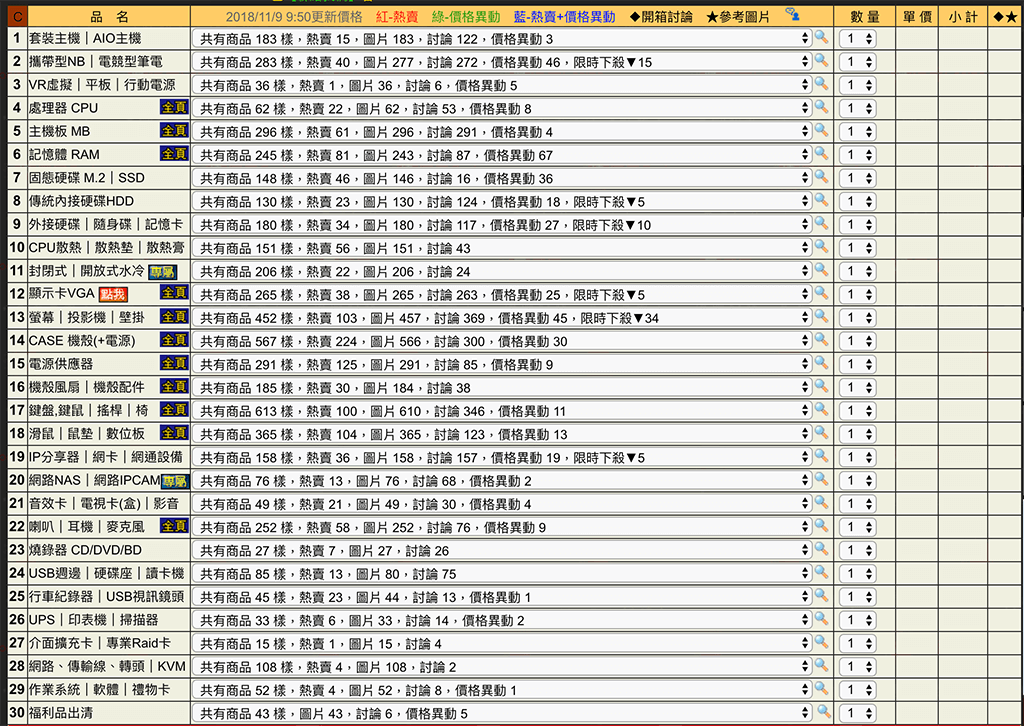 C 品 名 2018/11/9 9:50更新價格 紅-熱賣 綠-價格異動 藍-熱賣+價格異動 ◆開箱討論 ★參考圖片 數 量 單 價 小 計 ◆★
1 套裝主機｜AIO主機 共有商品 183 樣，熱賣 15，圖片 183，討論 122，價格異動 3 1
2 攜帶型NB｜電競型筆電 共有商品 283 樣，熱賣 40，圖片 277，討論 272，價格異動 46，限時下殺▼15 1
3 VR虛擬｜平板｜行動電源 共有商品 36 樣，熱賣 1，圖片 36，討論 6，價格異動 5 1
4 處理器 CPU 全頁 共有商品 62 樣，熱賣 22，圖片 62，討論 53，價格異動 8 1
5 主機板 MB 全頁 共有商品 296 樣，熱賣 61，圖片 296，討論 291，價格異動 4 1
6 記憶體 RAM 全頁 共有商品 245 樣，熱賣 81，圖片 243，討論 87，價格異動 67 1
7 固態硬碟 M.2｜SSD 共有商品 148 樣，熱賣 46，圖片 146，討論 16，價格異動 36 1
8 傳統內接硬碟HDD 共有商品 130 樣，熱賣 23，圖片 130，討論 124，價格異動 18，限時下殺▼5 1
9 外接硬碟｜隨身碟｜記憶卡 共有商品 180 樣，熱賣 34，圖片 180，討論 117，價格異動 27，限時下殺▼10 1
10 CPU散熱｜散熱墊｜散熱膏 共有商品 151 樣，熱賣 56，圖片 151，討論 43 1
11 封閉式｜開放式水冷 專屬 共有商品 206 樣，熱賣 22，圖片 206，討論 24 1
12 顯示卡VGA 點我 全頁 共有商品 265 樣，熱賣 38，圖片 265，討論 263，價格異動 25，限時下殺▼5 1
13 螢幕｜投影機｜壁掛 全頁 共有商品 452 樣，熱賣 103，圖片 457，討論 369，價格異動 45，限時下殺▼34 1
14 CASE 機殼(+電源) 全頁 共有商品 567 樣，熱賣 224，圖片 566，討論 300，價格異動 30 1
15 電源供應器 全頁 共有商品 291 樣，熱賣 125，圖片 291，討論 85，價格異動 9 1
16 機殼風扇｜機殼配件 全頁 共有商品 185 樣，熱賣 30，圖片 184，討論 38 1
17 鍵盤,鍵鼠｜搖桿｜椅 全頁 共有商品 613 樣，熱賣 100，圖片 610，討論 346，價格異動 11 1
18 滑鼠｜鼠墊｜數位板 全頁 共有商品 365 樣，熱賣 104，圖片 365，討論 123，價格異動 13 1
19 IP分享器｜網卡｜網通設備 共有商品 158 樣，熱賣 36，圖片 158，討論 157，價格異動 19，限時下殺▼5 1
20 網路NAS｜網路IPCAM 專屬 共有商品 76 樣，熱賣 13，圖片 76，討論 68，價格異動 2 1
21 音效卡｜電視卡(盒)｜影音 共有商品 49 樣，熱賣 21，圖片 49，討論 30，價格異動 4 1
22 喇叭｜耳機｜麥克風 全頁 共有商品 252 樣，熱賣 58，圖片 252，討論 76，價格異動 9 1
23 燒錄器 CD/DVD/BD 共有商品 27 樣，熱賣 7，圖片 27，討論 26 1
24 USB週邊｜硬碟座｜讀卡機 共有商品 85 樣，熱賣 13，圖片 80，討論 75 1
25 行車紀錄器｜USB視訊鏡頭 共有商品 45 樣，熱賣 23，圖片 44，討論 13，價格異動 1 1
26 UPS｜印表機｜掃描器 共有商品 33 樣，熱賣 6，圖片 33，討論 14，價格異動 2 1
27 介面擴充卡｜專業Raid卡 共有商品 15 樣，熱賣 1，圖片 15，討論 4 1
28 網路、傳輸線、轉頭｜KVM 共有商品 108 樣，熱賣 4，圖片 108，討論 2 1
29 作業系統｜軟體｜禮物卡 共有商品 52 樣，熱賣 4，圖片 52，討論 8，價格異動 1 1
30 福利品出清 共有商品 43 樣，圖片 43，討論 6，價格異動 5 1